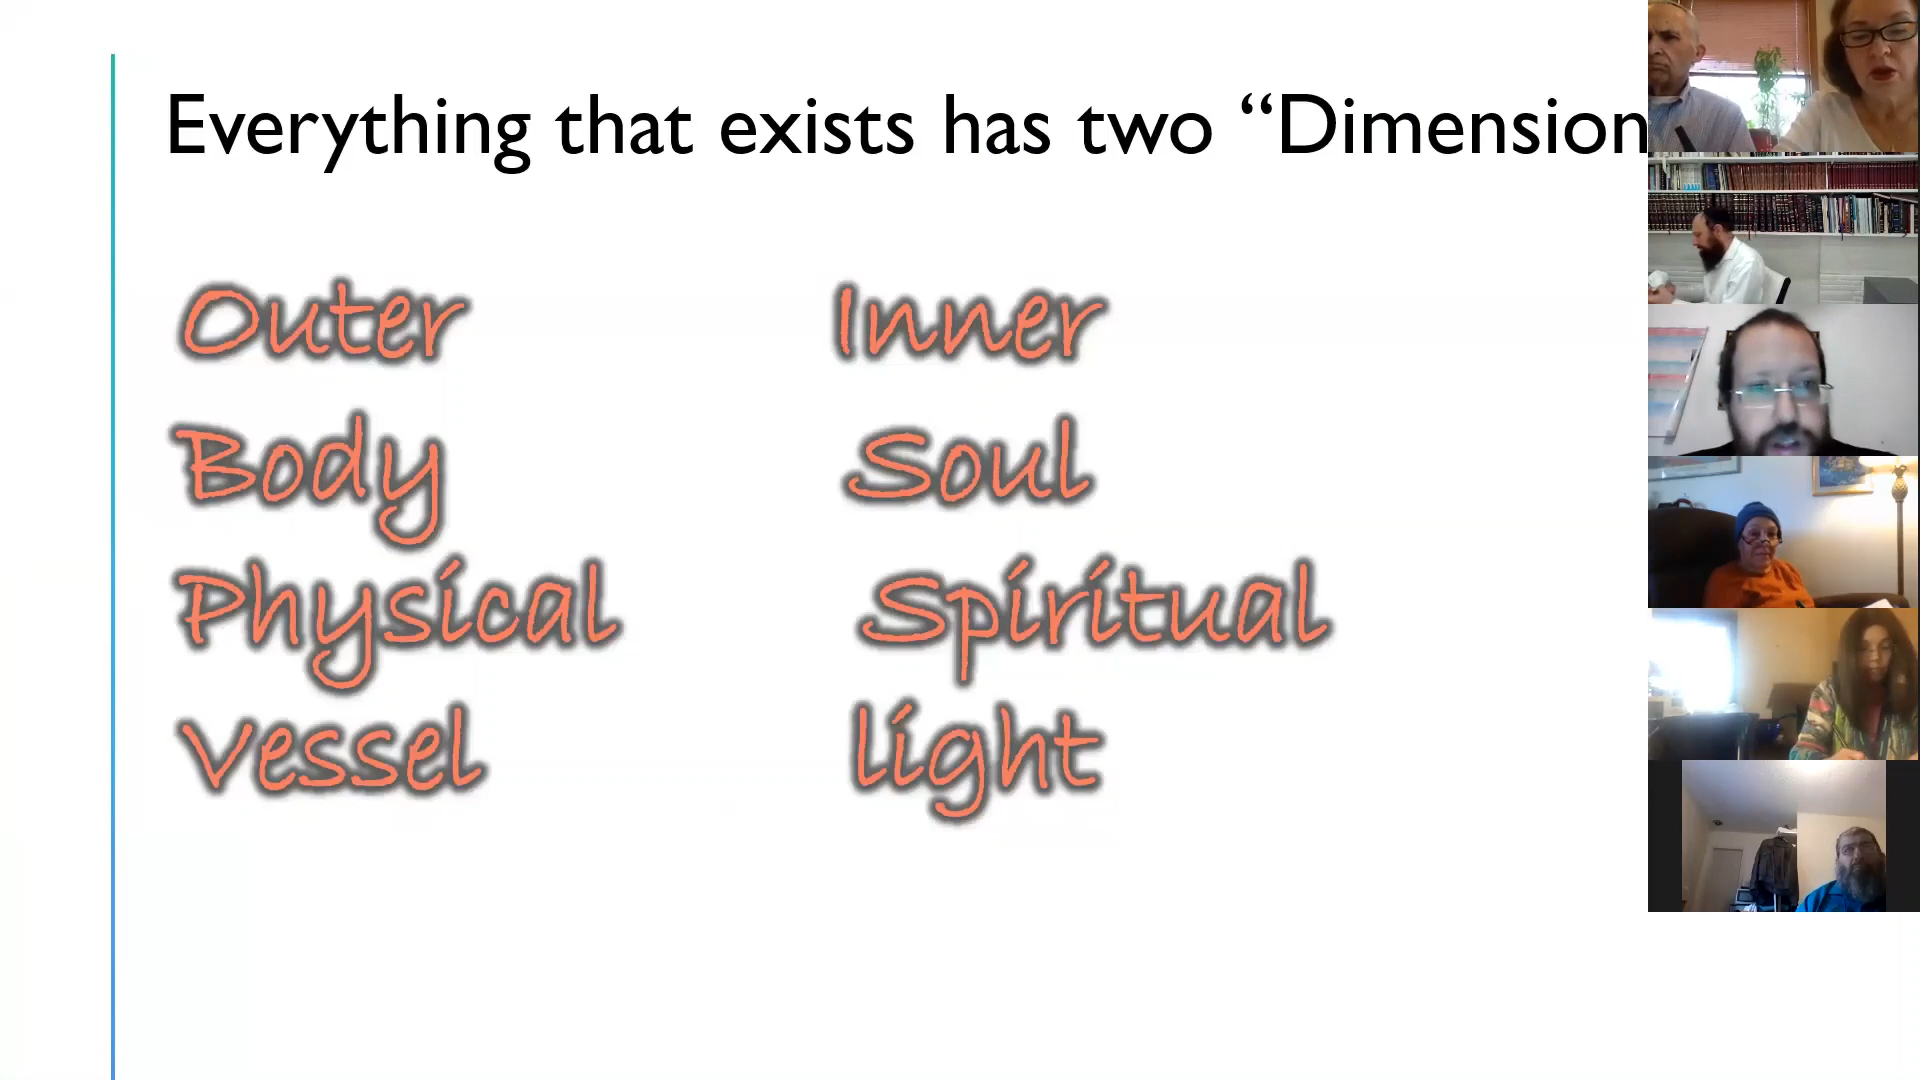 Everything that exists has two “Dimension
Outer Inner
Body Soul
Physical Spiritual
Vessel light